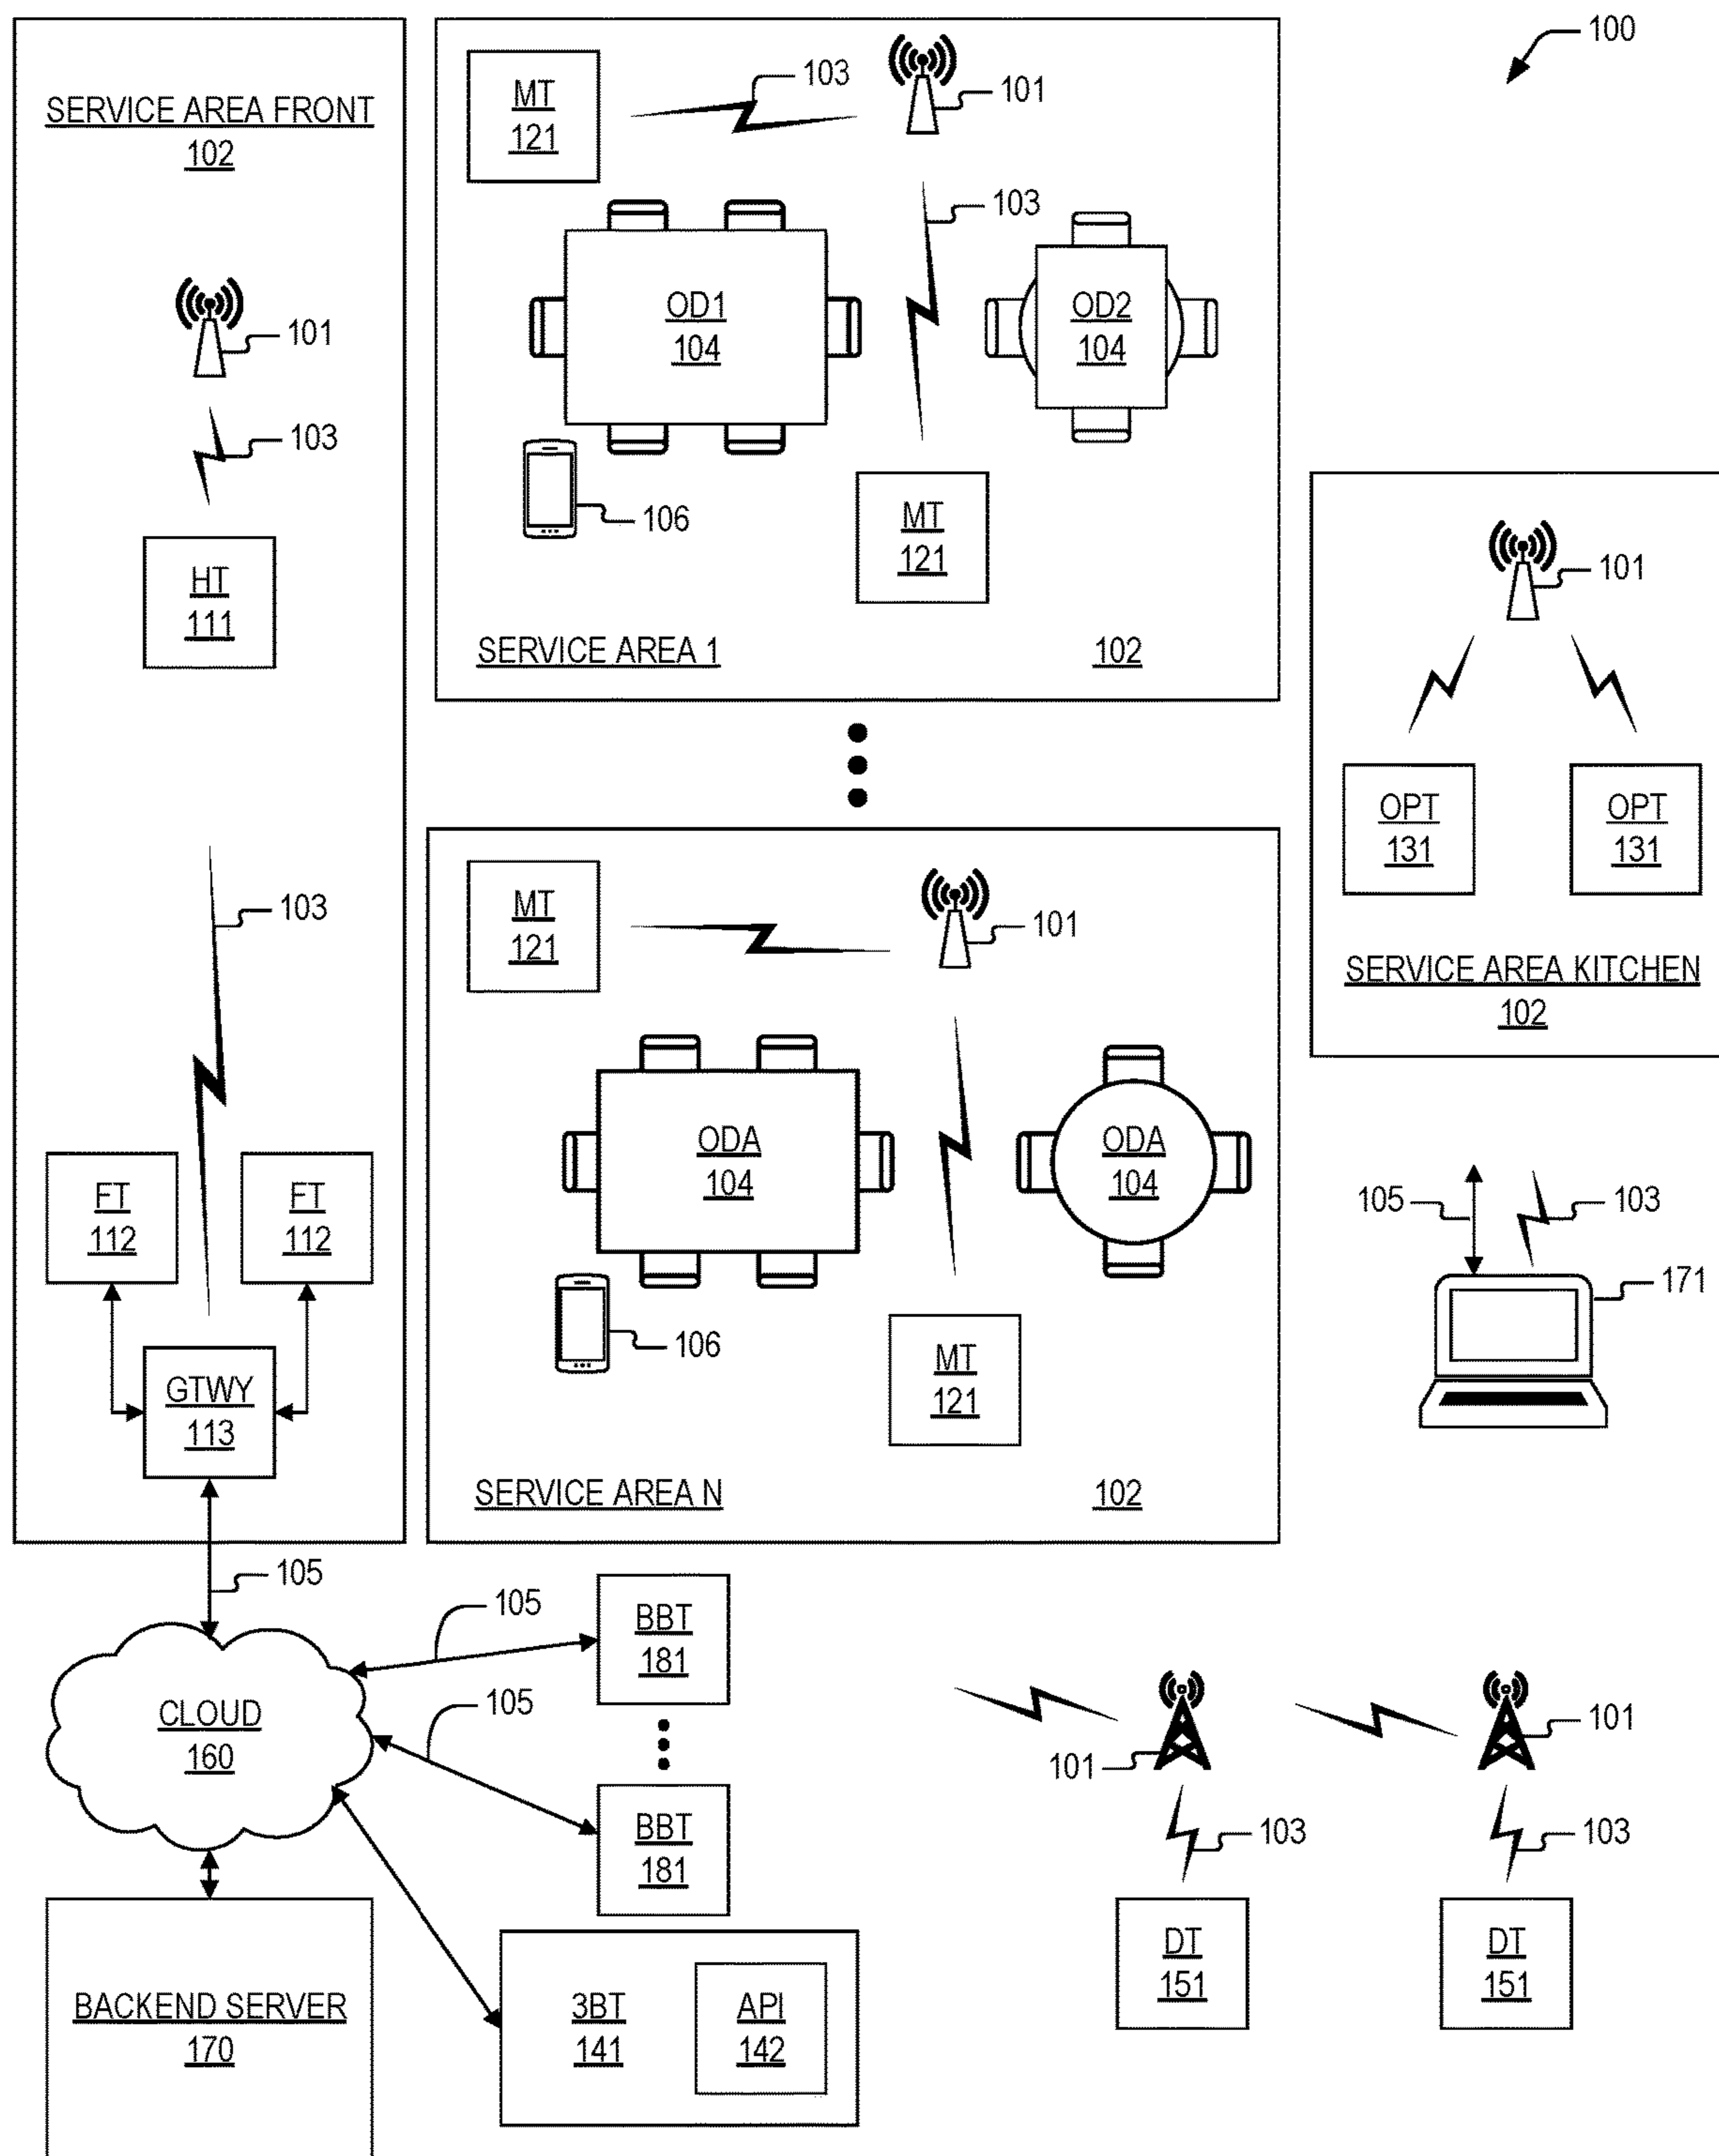 100
SERVICE AREA FRONT
102
101
103
HT
111
103
FT
112
FT
112
GTWY
113
105
MT
121
103
101
103
OD1
104
OD2
104
106
MT
121
SERVICE AREA 1
102
MT
121
101
ODA
104
ODA
104
106
MT
121
SERVICE AREA N
102
101
OPT
131
OPT
131
SERVICE AREA KITCHEN
102
105
103
171
CLOUD
160
105
BBT
181
105
BBT
181
BACKEND SERVER
170
3BT
141
API
142
101
101
103
103
DT
151
DT
151